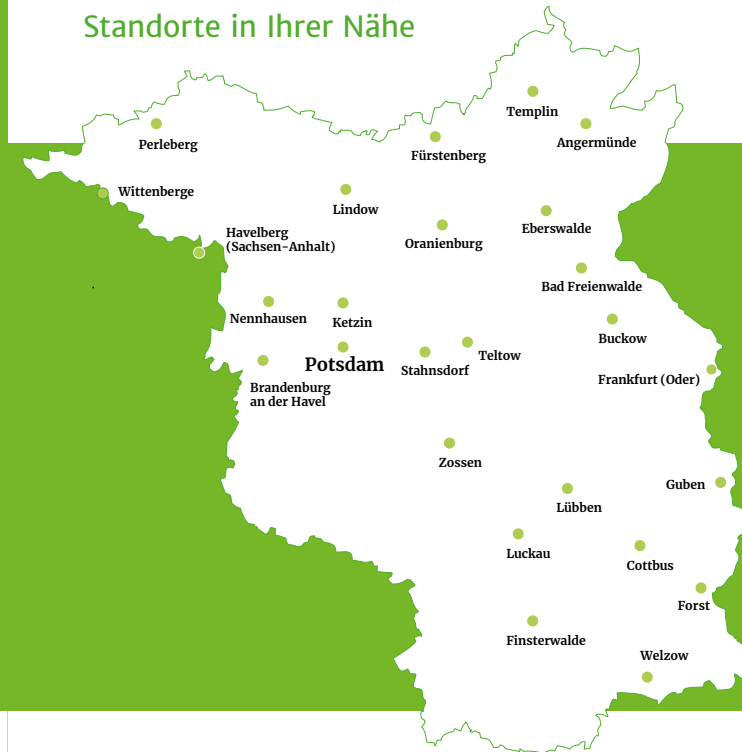 Standorte in Ihrer Nähe
Templin
Perleberg
Angermünde
Fürstenberg
Wittenberge
Lindow
Eberswalde
Havelberg
(Sachsen-Anhalt)
Oranienburg
Bad Freienwalde
Nennhausen
Ketzin
Buckow
Potsdam
Stahnsdorf
Teltow
Frankfurt (Oder)
Brandenburg
an der Havel
Zossen
Guben
Lübben
Luckau
Cottbus
Forst
Finsterwalde
Welzow